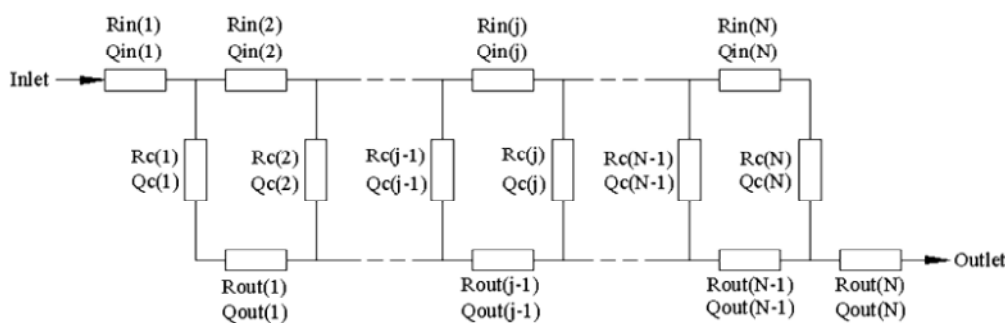 Rin(1)
Qin(1)
Rin(2)
Qin(2)
Rin(j)
Qin(j)
Rin(N)
Qin(N)
Inlet
Rc(1)
Qc(1)
Rc(2)
Qc(2)
Rc(j-1)
Qc(j-1)
Rc(j)
Qc(j)
Rc(N-1)
Qc(N-1)
Rc(N)
Qc(N)
Outlet
Rout(1)
Qout(1)
Rout(j-1)
Qout(j-1)
Rout(N-1)
Qout(N-1)
Rout(N)
Qout(N)